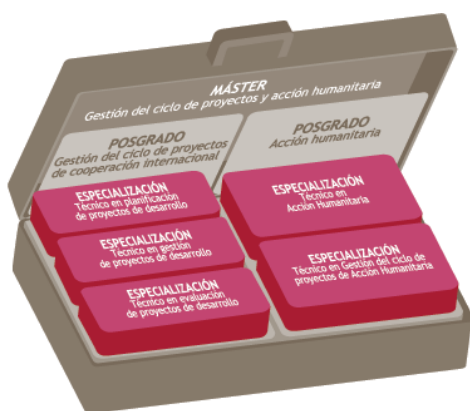 MÁSTER
Gestión del ciclo de proyectos y acción humanitaria
POSGRADO
Gestión del ciclo de proyectos
de cooperación internacional
POSGRADO
Acción humanitaria
ESPECIALIZACIÓN
Técnico en planificación
de proyectos de desarrollo
ESPECIALIZACIÓN
Técnico en gestión
de proyectos de desarrollo
ESPECIALIZACIÓN
Técnico en evaluación
de proyectos de desarrollo
ESPECIALIZACIÓN
Técnico en
Acción Humanitaria
ESPECIALIZACIÓN
Técnico en Gestión del ciclo de
proyectos de Acción Humanitaria